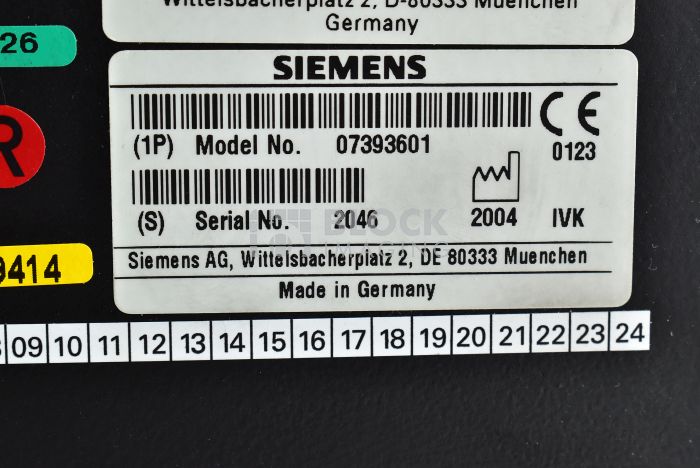 Wittelsbacherplatz 2, D-80333 Muenchen
Germany
26
SIEMENS
(1P) Model No. 07393601
0123
R
(S) Serial No. 2046 2004 IVK
BLOCK
IMAGING
9414
Siemens AG, Wittelsbacherplatz 2, DE 80333 Muenchen
Made in Germany
09 10 11 12 13 14 15 16 17 18 19 20 21 22 23 24